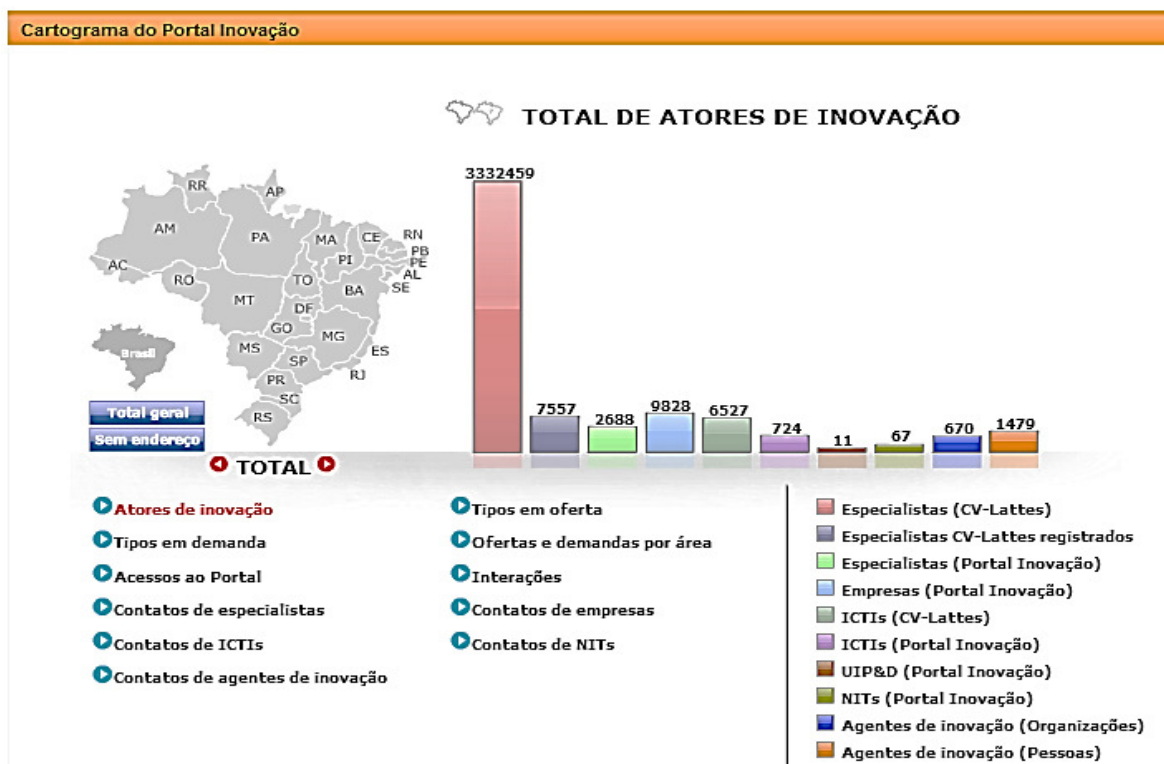 Cartograma do Portal Inovação
TOTAL DE ATORES DE INOVAÇÃO
3332459
7557
2688
9828
6527
724
11
67
670
1479
RR
AP
AM
PA
MA
CE
RN
PB
PE
AL
SE
PI
AC
RO
TO
BA
MT
DF
GO
MG
ES
MS
SP
RJ
PR
SC
RS
Brasil
Total geral
Sem endereço
TOTAL
Atores de inovação
Tipos em demanda
Acessos ao Portal
Contatos de especialistas
Contatos de ICTIs
Contatos de agentes de inovação
Tipos em oferta
Ofertas e demandas por área
Interações
Contatos de empresas
Contatos de NITs
Especialistas (CV-Lattes)
Especialistas CV-Lattes registrados
Especialistas (Portal Inovação)
Empresas (Portal Inovação)
ICTIs (CV-Lattes)
ICTIs (Portal Inovação)
UIP&D (Portal Inovação)
NITs (Portal Inovação)
Agentes de inovação (Organizações)
Agentes de inovação (Pessoas)